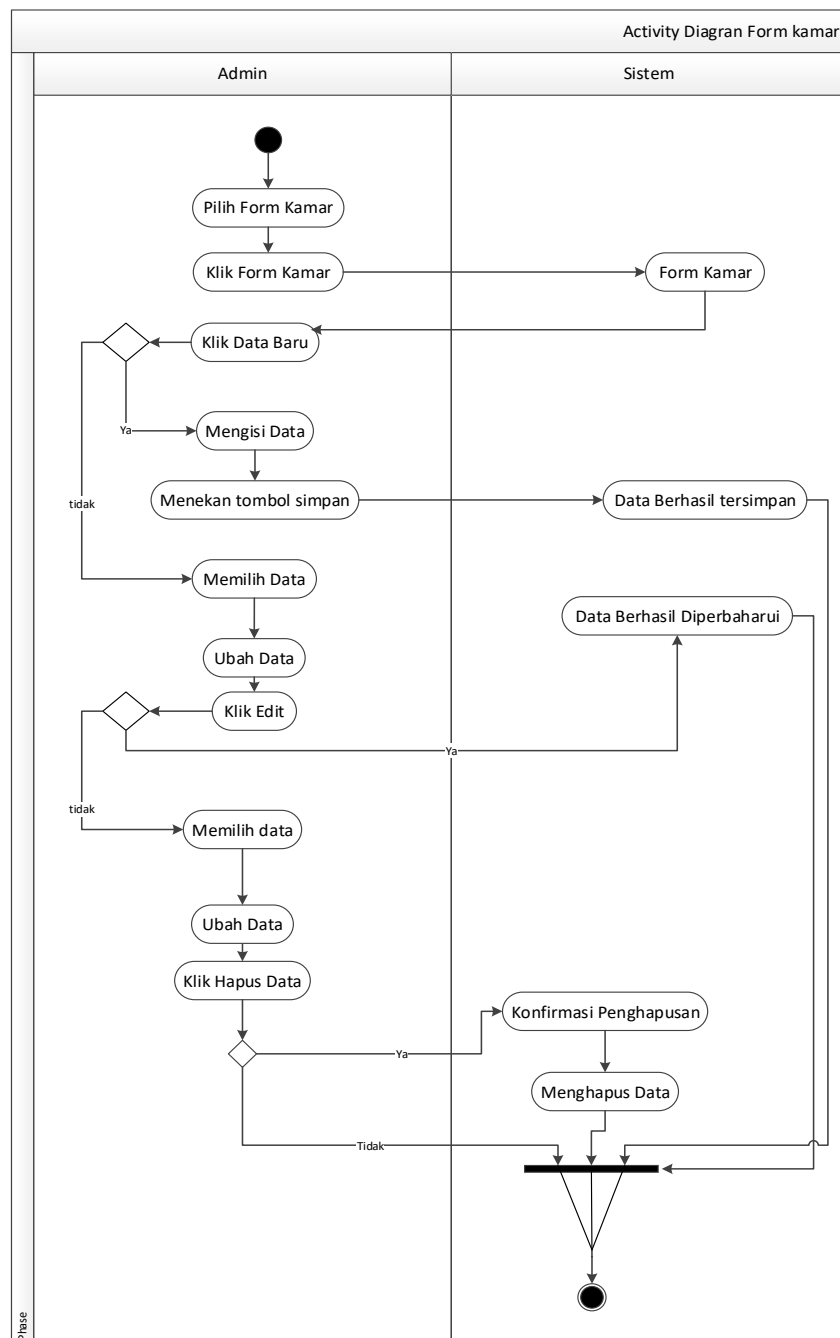 Activity Diagran Form kamar
Admin
Sistem
Pilih Form Kamar
Klik Form Kamar
Form Kamar
Klik Data Baru
Ya
Mengisi Data
tidak
Menekan tombol simpan
Data Berhasil tersimpan
Memilih Data
Data Berhasil Diperbaharui
Ubah Data
Klik Edit
Ya
tidak
Memilih data
Ubah Data
Klik Hapus Data
Konfirmasi Penghapusan
Ya
Menghapus Data
Tidak
Phase